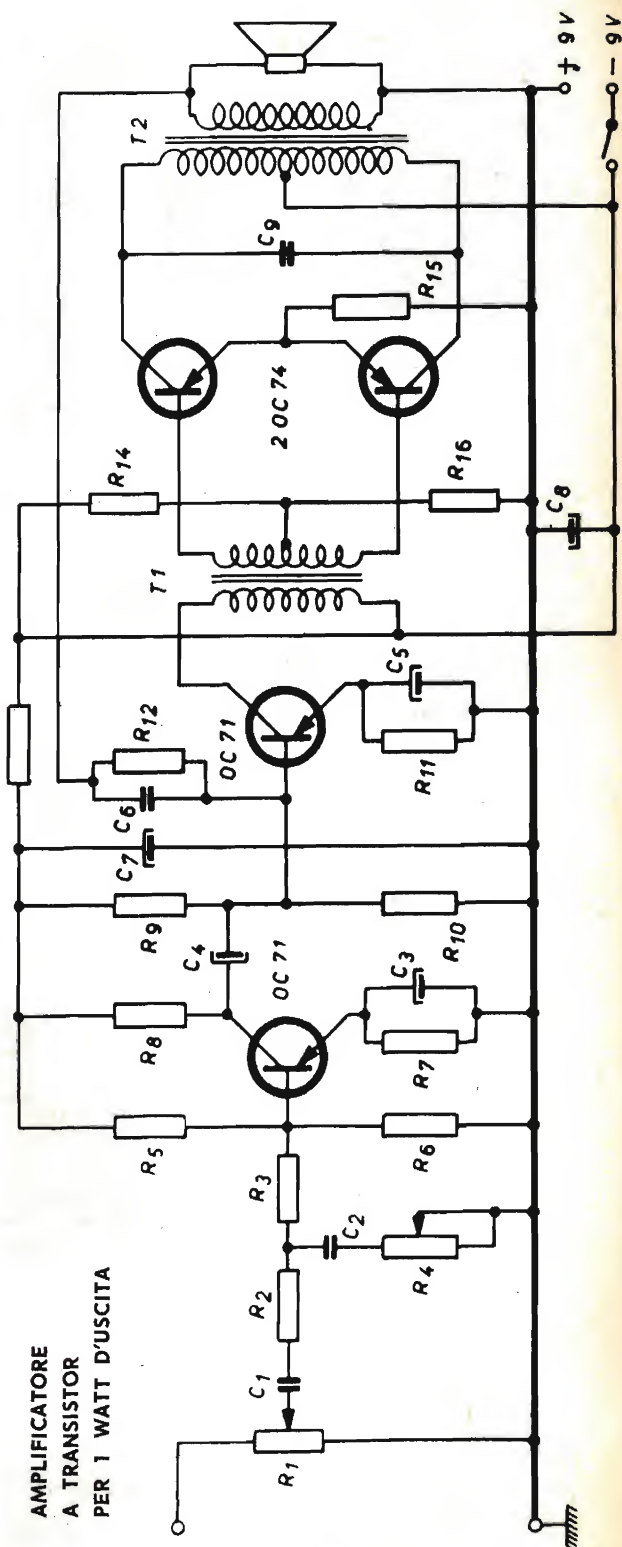 AMPLIFICATORE
A TRANSISTOR
PER 1 WATT D'USCITA
R1
C1
R2
R3
C2
R4
R5
R6
R8
OC 71
R7
C3
C4
R9
R10
C7
C6
R12
OC 71
R11
C5
T1
R14
R16
2 OC 74
R15
C9
T2
C8
+ 9V
- 9V